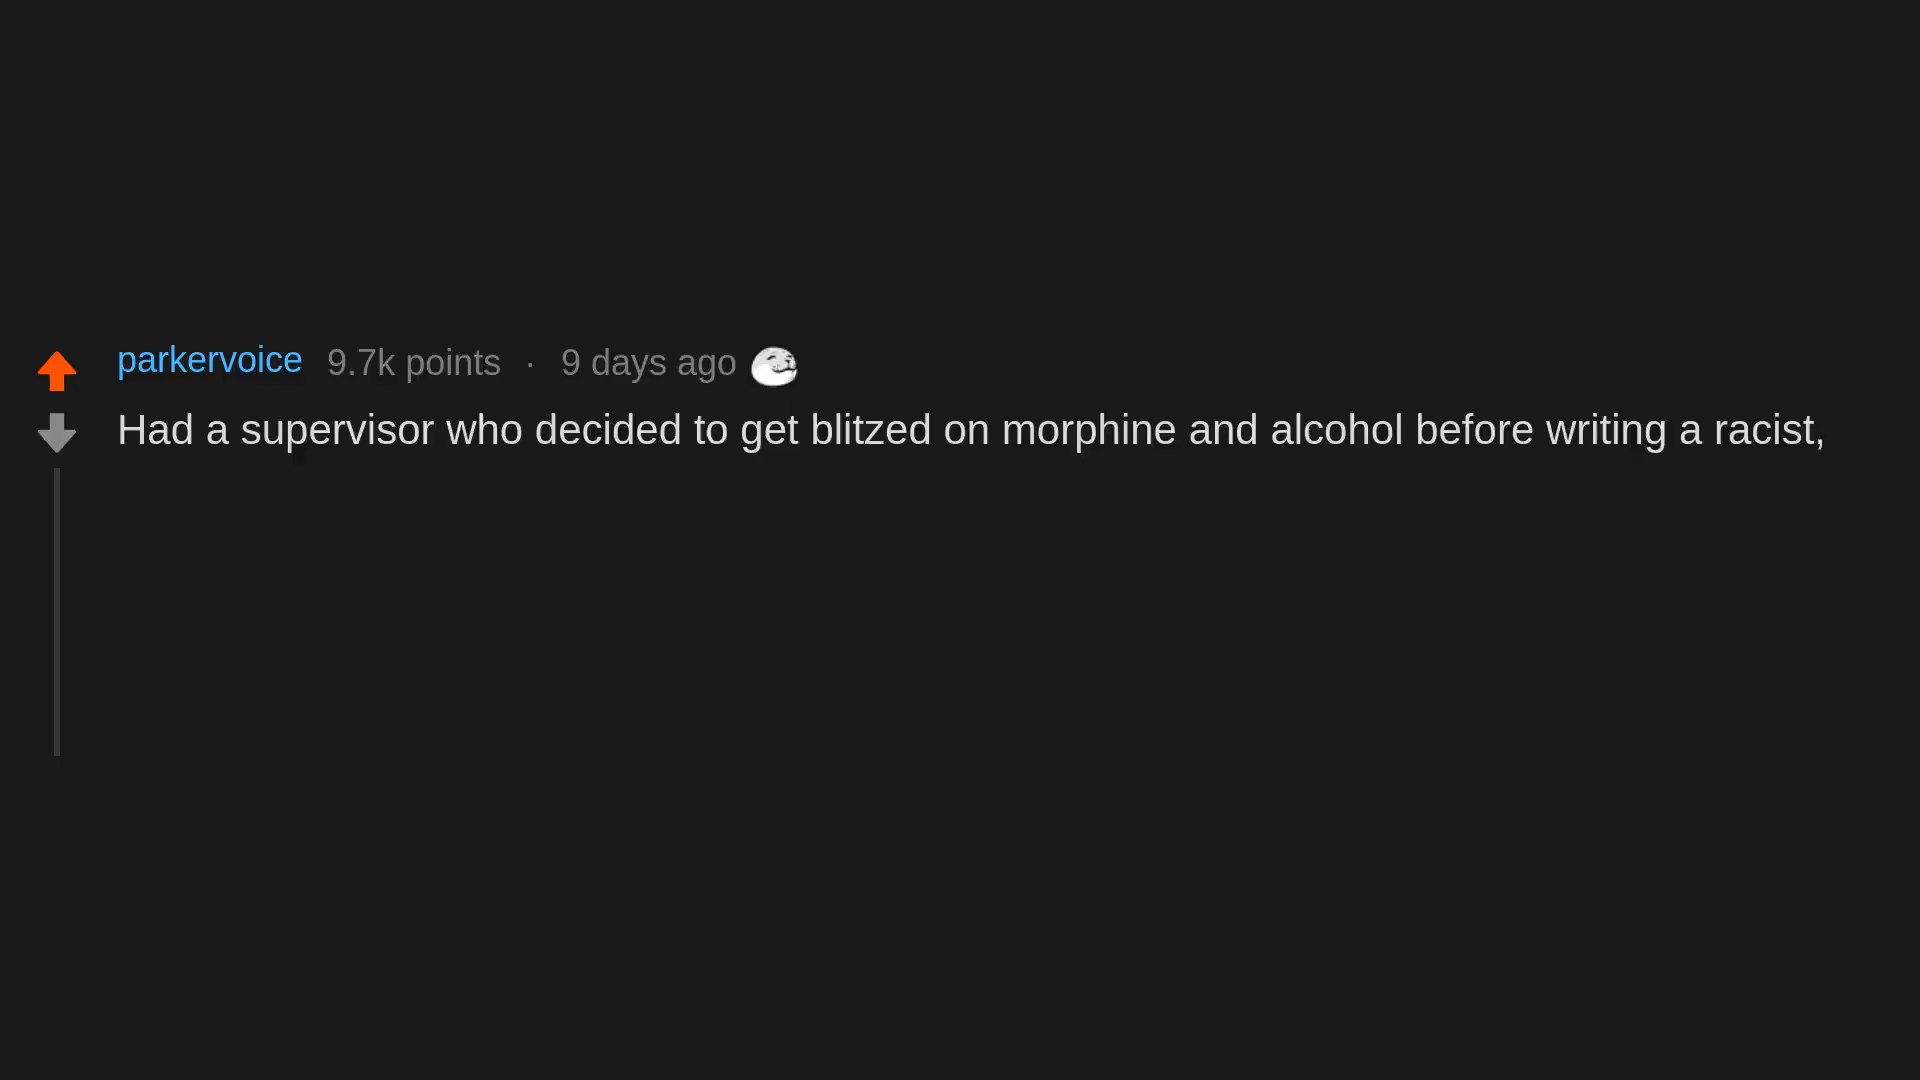 parkervoice 9.7k points · 9 days ago
Had a supervisor who decided to get blitzed on morphine and alcohol before writing a racist,